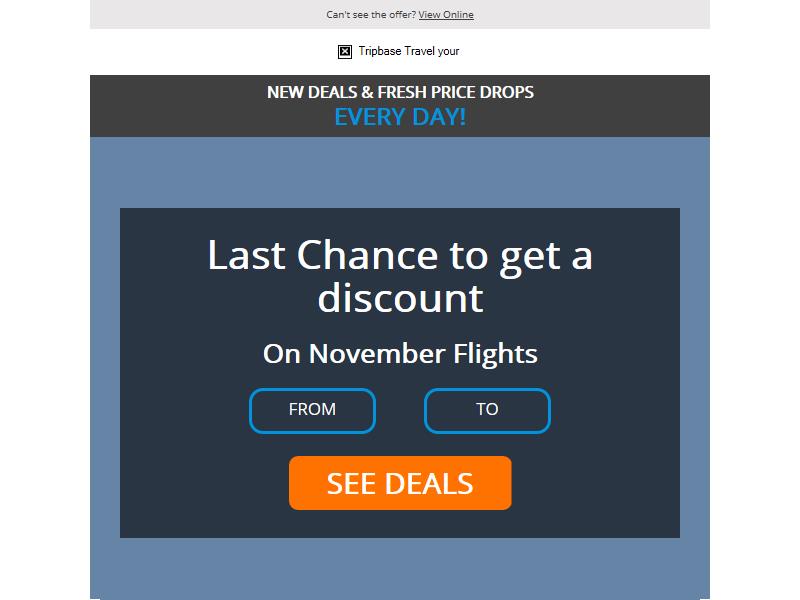 Can't see the offer? View Online
Tripbase Travel your
NEW DEALS & FRESH PRICE DROPS
EVERY DAY!
Last Chance to get a
discount
On November Flights
FROM TO
SEE DEALS